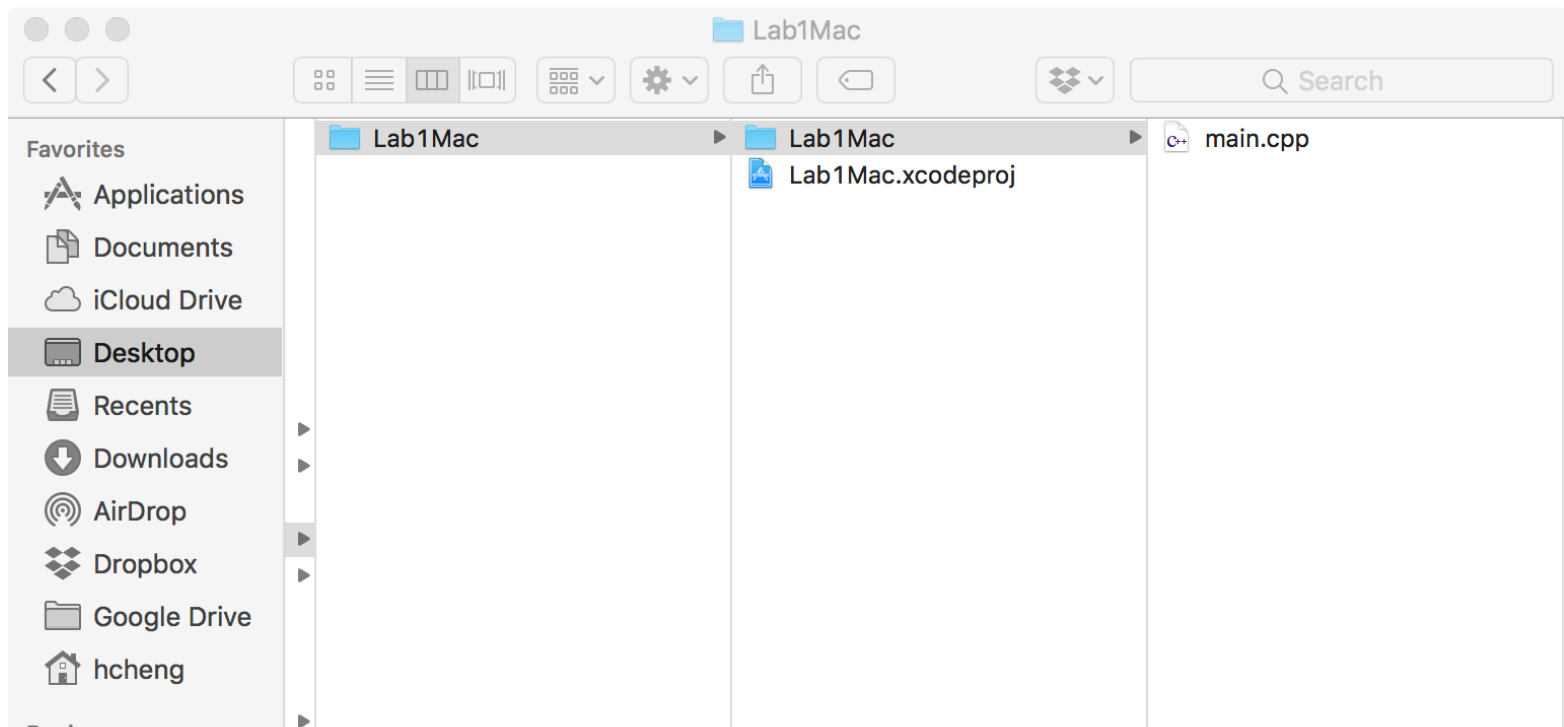 Lab1Mac
Search
Favorites
Applications
Documents
iCloud Drive
Desktop
Recents
Downloads
AirDrop
Dropbox
Google Drive
hcheng
Lab1Mac
Lab1Mac
Lab1Mac.xcodeproj
C++
main.cpp